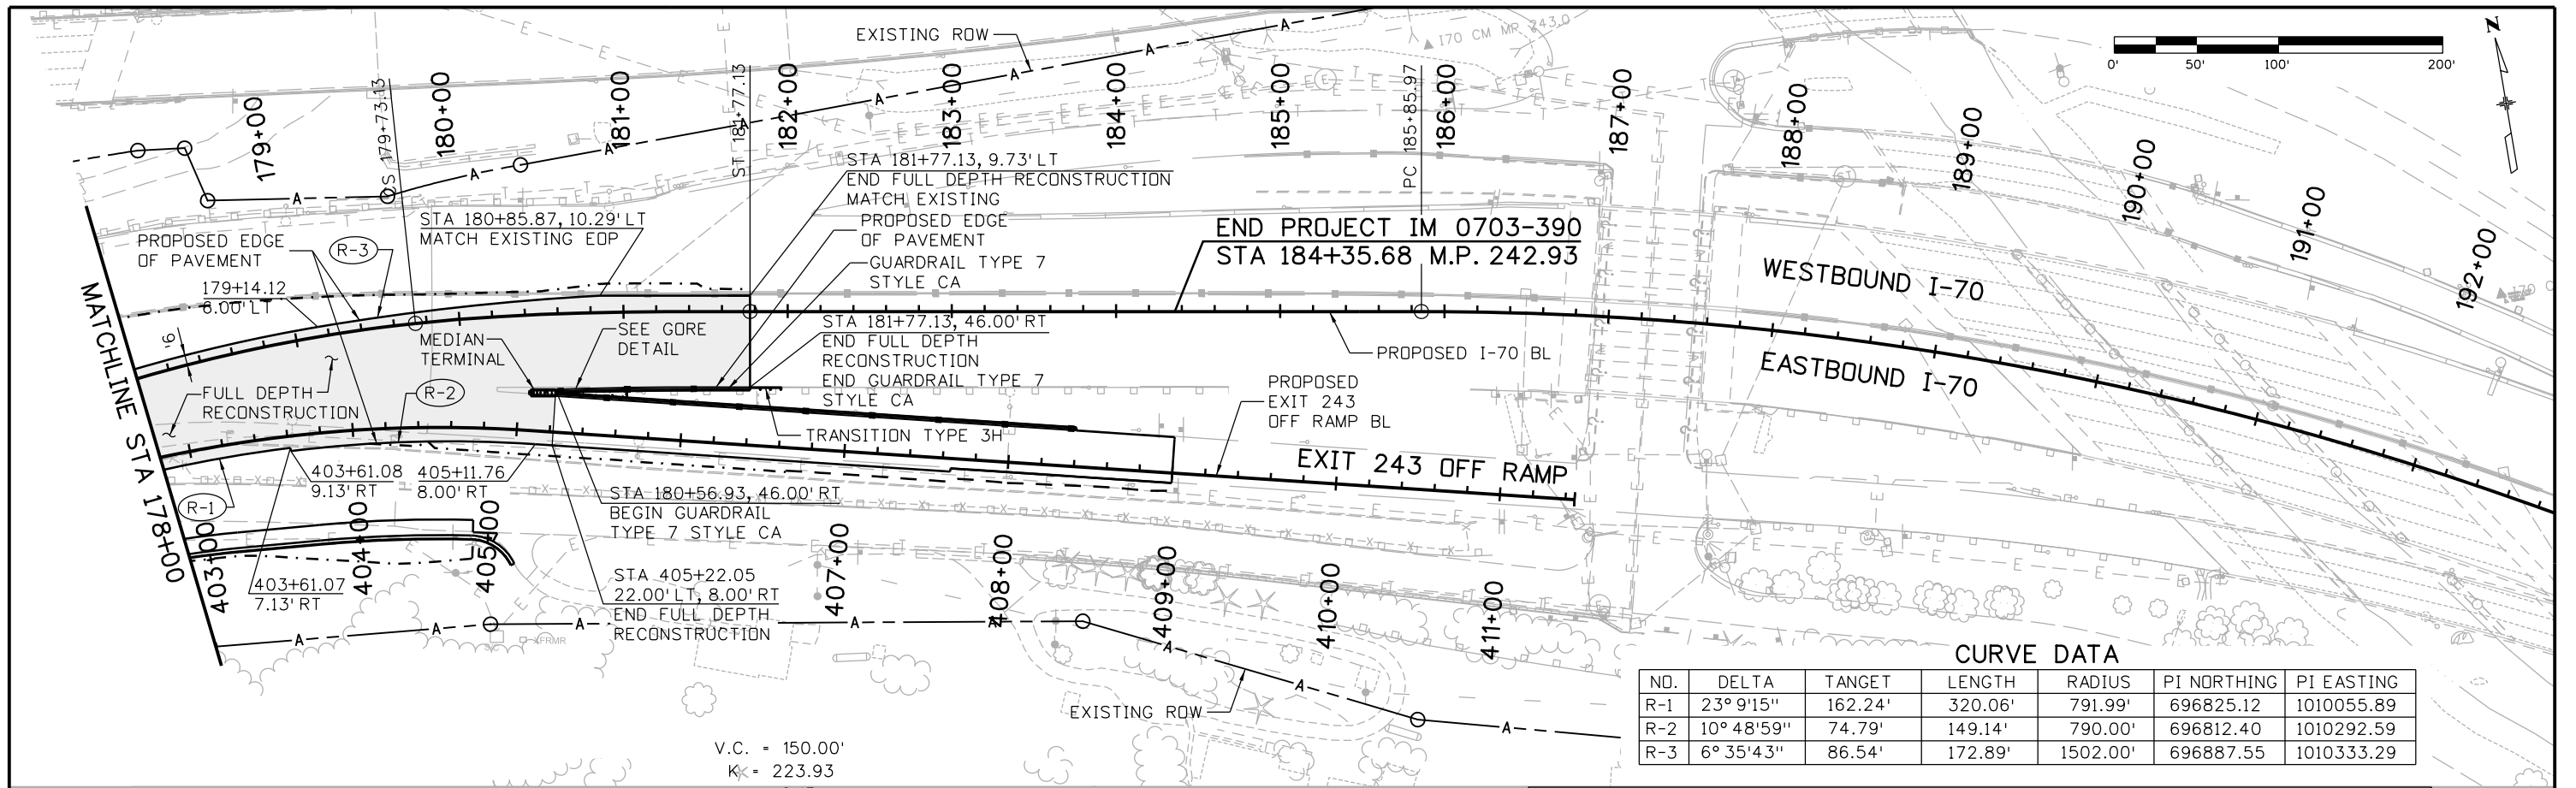 EXISTING ROW
I70 CM MP 243.0
N
0' 50' 100' 200'
179+00
CS 179+73.13
180+00
181+00
ST 181+77.13
182+00
183+00
184+00
185+00
PC 185+85.97
186+00
187+00
188+00
189+00
190+00
191+00
192+00
STA 181+77.13, 9.73' LT
END FULL DEPTH RECONSTRUCTION
MATCH EXISTING
PROPOSED EDGE
OF PAVEMENT
GUARDRAIL TYPE 7
STYLE CA
STA 180+85.87, 10.29' LT
MATCH EXISTING EOP
PROPOSED EDGE
OF PAVEMENT
R-3
179+14.12
6.00' LT
END PROJECT IM 0703-390
STA 184+35.68 M.P. 242.93
WESTBOUND I-70
EASTBOUND I-70
MATCHLINE STA 178+00
6'
MEDIAN
TERMINAL
SEE GORE
DETAIL
STA 181+77.13, 46.00' RT
END FULL DEPTH
RECONSTRUCTION
END GUARDRAIL TYPE 7
STYLE CA
PROPOSED I-70 BL
PROPOSED
EXIT 243
OFF RAMP BL
FULL DEPTH
RECONSTRUCTION
R-2
TRANSITION TYPE 3H
EXIT 243 OFF RAMP
403+61.08
9.13' RT
405+11.76
8.00' RT
R-1
STA 180+56.93, 46.00' RT
BEGIN GUARDRAIL
TYPE 7 STYLE CA
403+00
404+00
405+00
407+00
408+00
409+00
410+00
411+00
403+61.07
7.13' RT
STA 405+22.05
22.00' LT, 8.00' RT
END FULL DEPTH
RECONSTRUCTION
EXISTING ROW
V.C. = 150.00'
K = 223.93
CURVE DATA
NO. DELTA TANGET LENGTH RADIUS PI NORTHING PI EASTING
R-1 23° 9'15" 162.24' 320.06' 791.99' 696825.12 1010055.89
R-2 10° 48'59" 74.79' 149.14' 790.00' 696812.40 1010292.59
R-3 6° 35'43" 86.54' 172.89' 1502.00' 696887.55 1010333.29